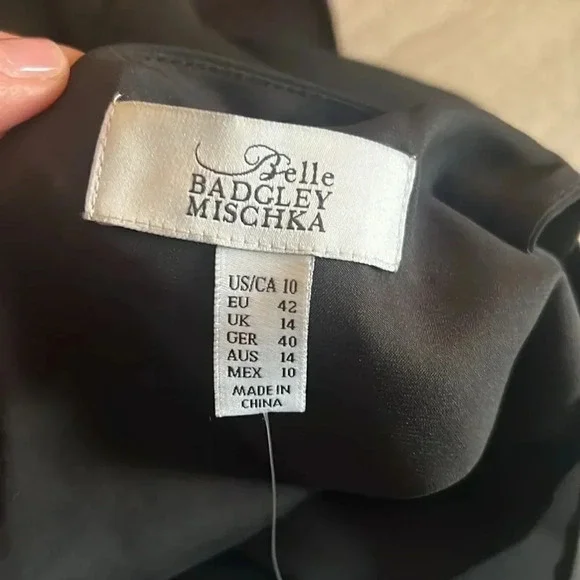 Belle
BADGLEY
MISCHKA
US/CA 10
EU 42
UK 14
GER 40
AUS 14
MEX 10
MADE IN
CHINA